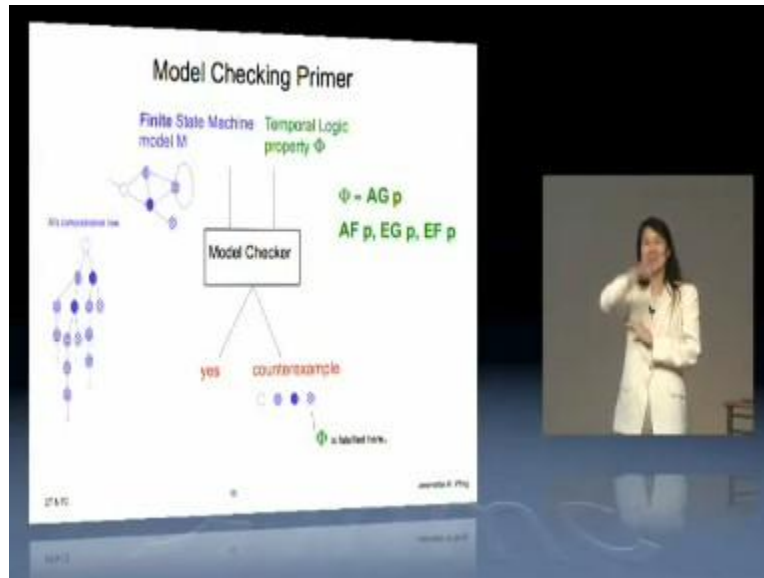 Model Checking Primer
Finite State Machine
model M
Temporal Logic
property Φ
Φ = AG p
AF p, EG p, EF p
Model Checker
yes
counterexample
Φ is falsified here.